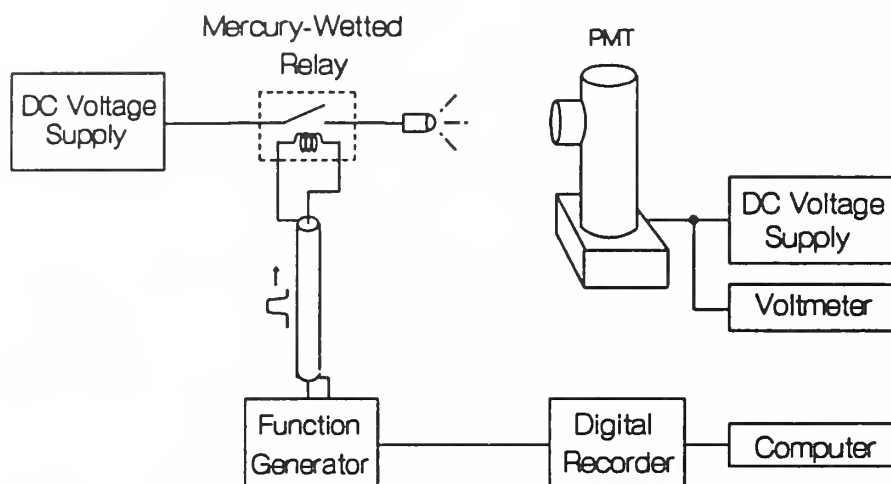 Mercury-Wetted
Relay
PMT
DC Voltage
Supply
DC Voltage
Supply
Voltmeter
Function
Generator
Digital
Recorder
Computer